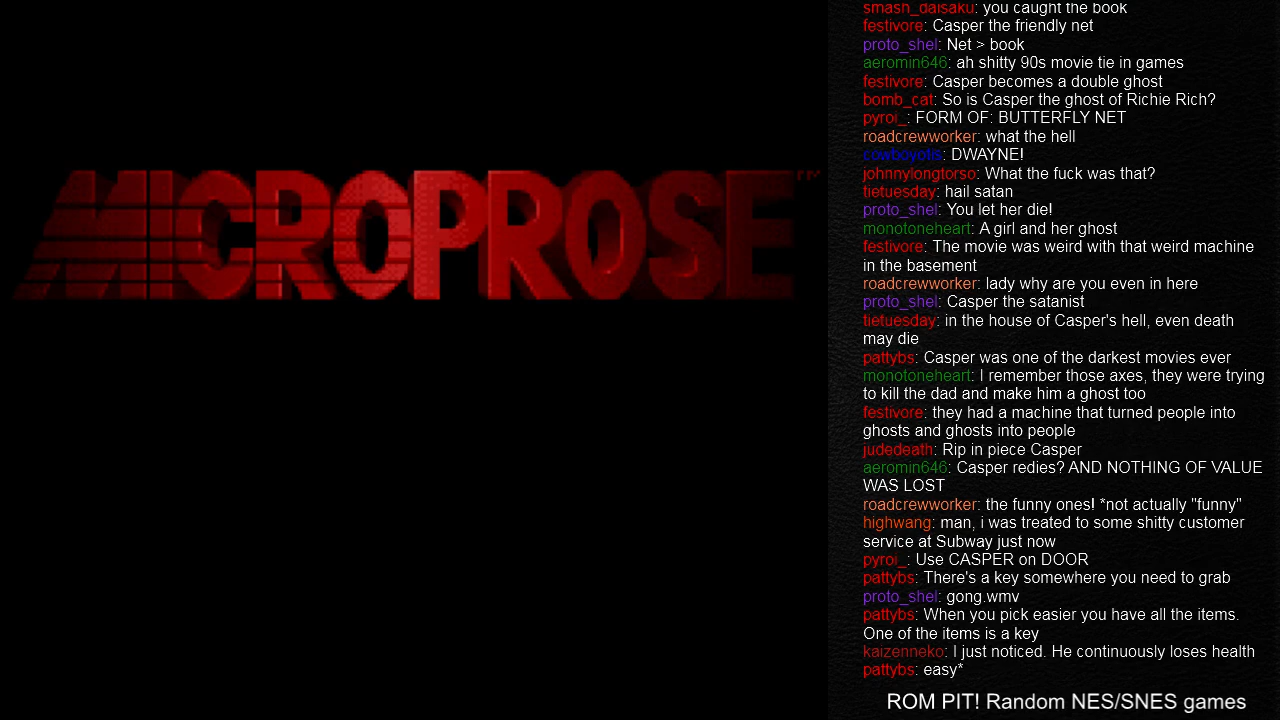 MICROPROSE™
smash_daisaku: you caught the book
festivore: Casper the friendly net
proto_shel: Net > book
aeromin646: ah shitty 90s movie tie in games
festivore: Casper becomes a double ghost
bomb_cat: So is Casper the ghost of Richie Rich?
pyroi_: FORM OF: BUTTERFLY NET
roadcrewworker: what the hell
cowboyotis: DWAYNE!
johnnylongtorso: What the fuck was that?
tietuesday: hail satan
proto_shel: You let her die!
monotoneheart: A girl and her ghost
festivore: The movie was weird with that weird machine
in the basement
roadcrewworker: lady why are you even in here
proto_shel: Casper the satanist
tietuesday: in the house of Casper's hell, even death
may die
pattybs: Casper was one of the darkest movies ever
monotoneheart: I remember those axes, they were trying
to kill the dad and make him a ghost too
festivore: they had a machine that turned people into
ghosts and ghosts into people
judedeath: Rip in piece Casper
aeromin646: Casper redies? AND NOTHING OF VALUE
WAS LOST
roadcrewworker: the funny ones! *not actually "funny"
highwang: man, i was treated to some shitty customer
service at Subway just now
pyroi_: Use CASPER on DOOR
pattybs: There's a key somewhere you need to grab
proto_shel: gong.wmv
pattybs: When you pick easier you have all the items.
One of the items is a key
kaizenneko: I just noticed. He continuously loses health
pattybs: easy*
ROM PIT! Random NES/SNES games